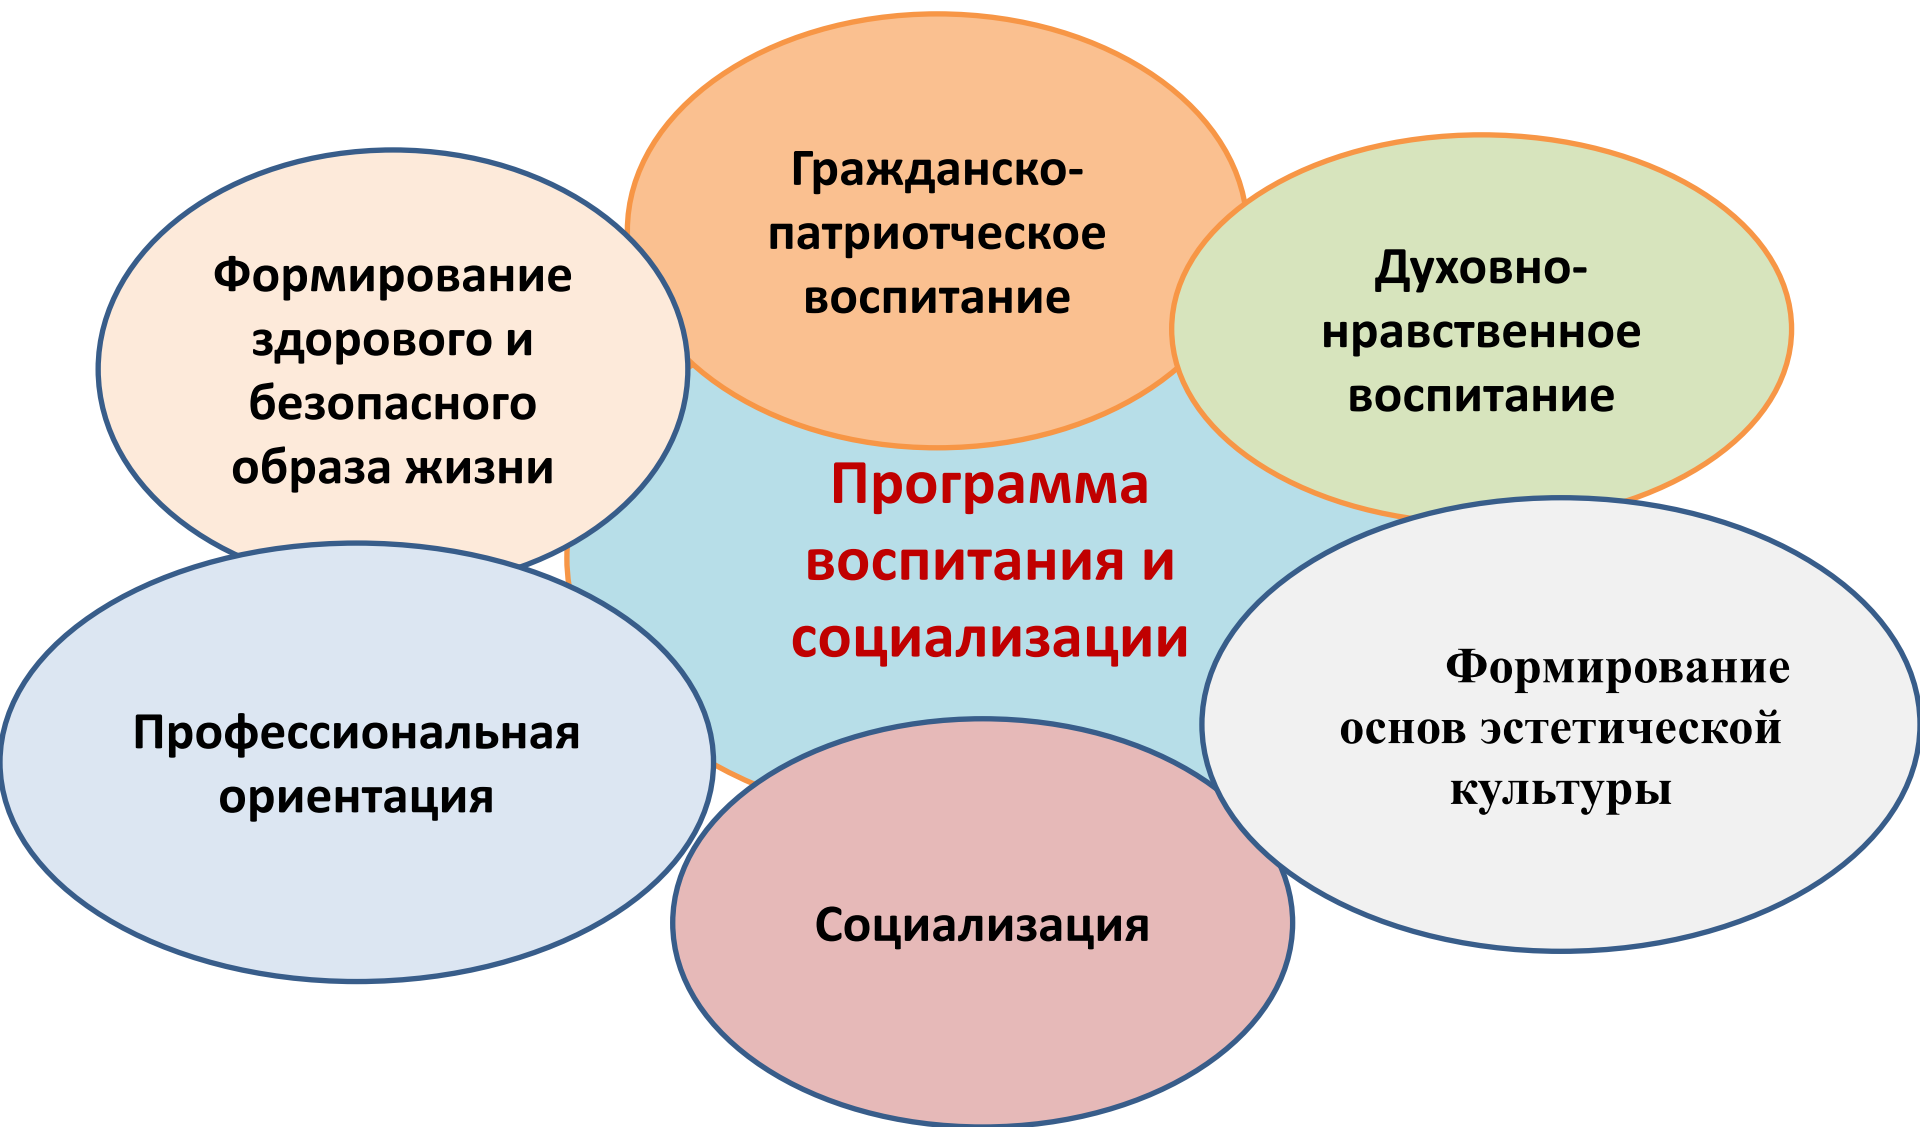 Гражданско-
патриотческое
воспитание
Духовно-
нравственное
воспитание
Формирование
здорового и
безопасного
образа жизни
Программа
воспитания и
социализации
Формирование
основ эстетической
культуры
Профессиональная
ориентация
Социализация